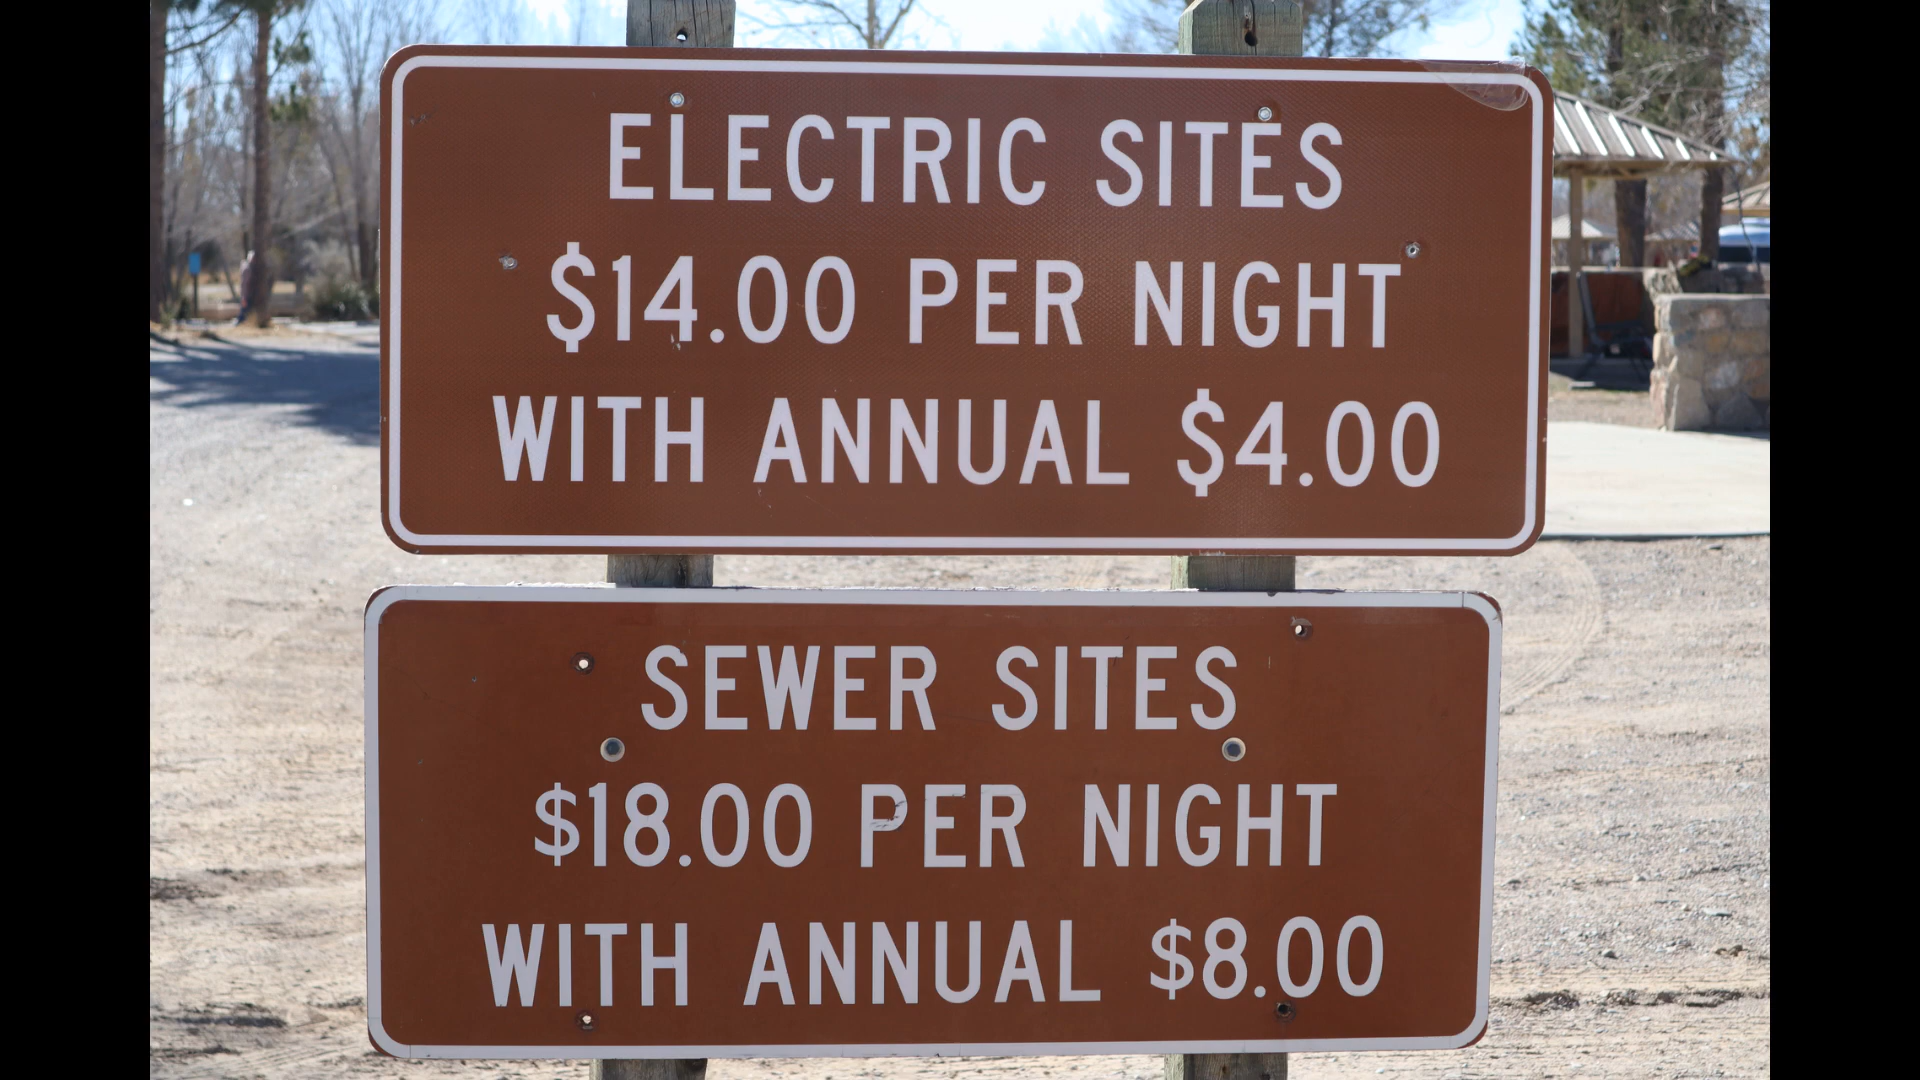 ELECTRIC SITES
$14.00 PER NIGHT
WITH ANNUAL $4.00
SEWER SITES
$18.00 PER NIGHT
WITH ANNUAL $8.00